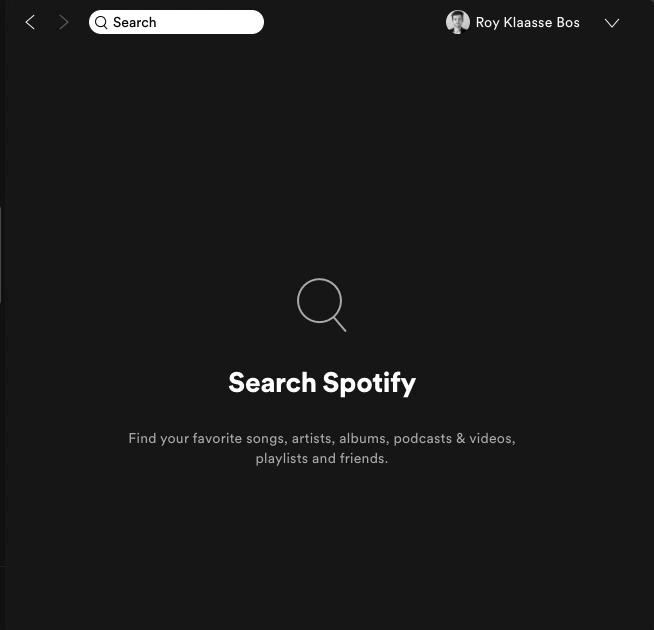 Search
Roy Klaasse Bos
Search Spotify
Find your favorite songs, artists, albums, podcasts & videos,
playlists and friends.